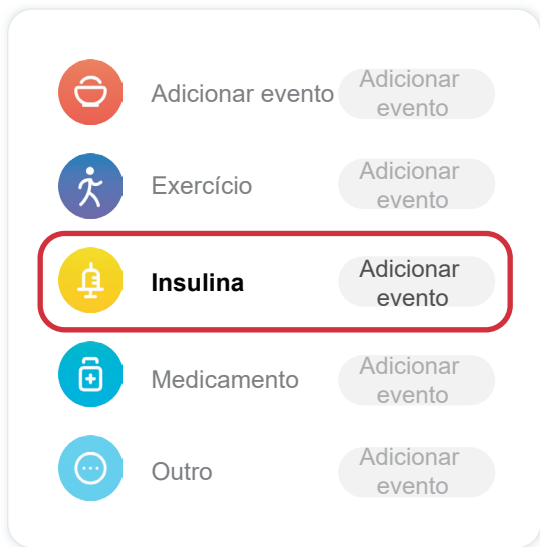 Adicionar evento
Adicionar
evento
Exercício
Adicionar
evento
Insulina
Adicionar
evento
Medicamento
Adicionar
evento
Outro
Adicionar
evento